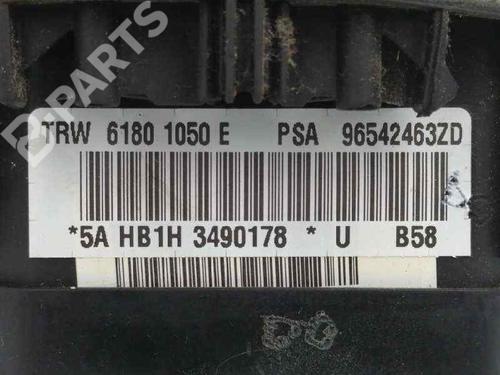 B-PARTS
TRW 6180 1050 E PSA 96542463ZD
*5A HB1H 3490178 * U B58